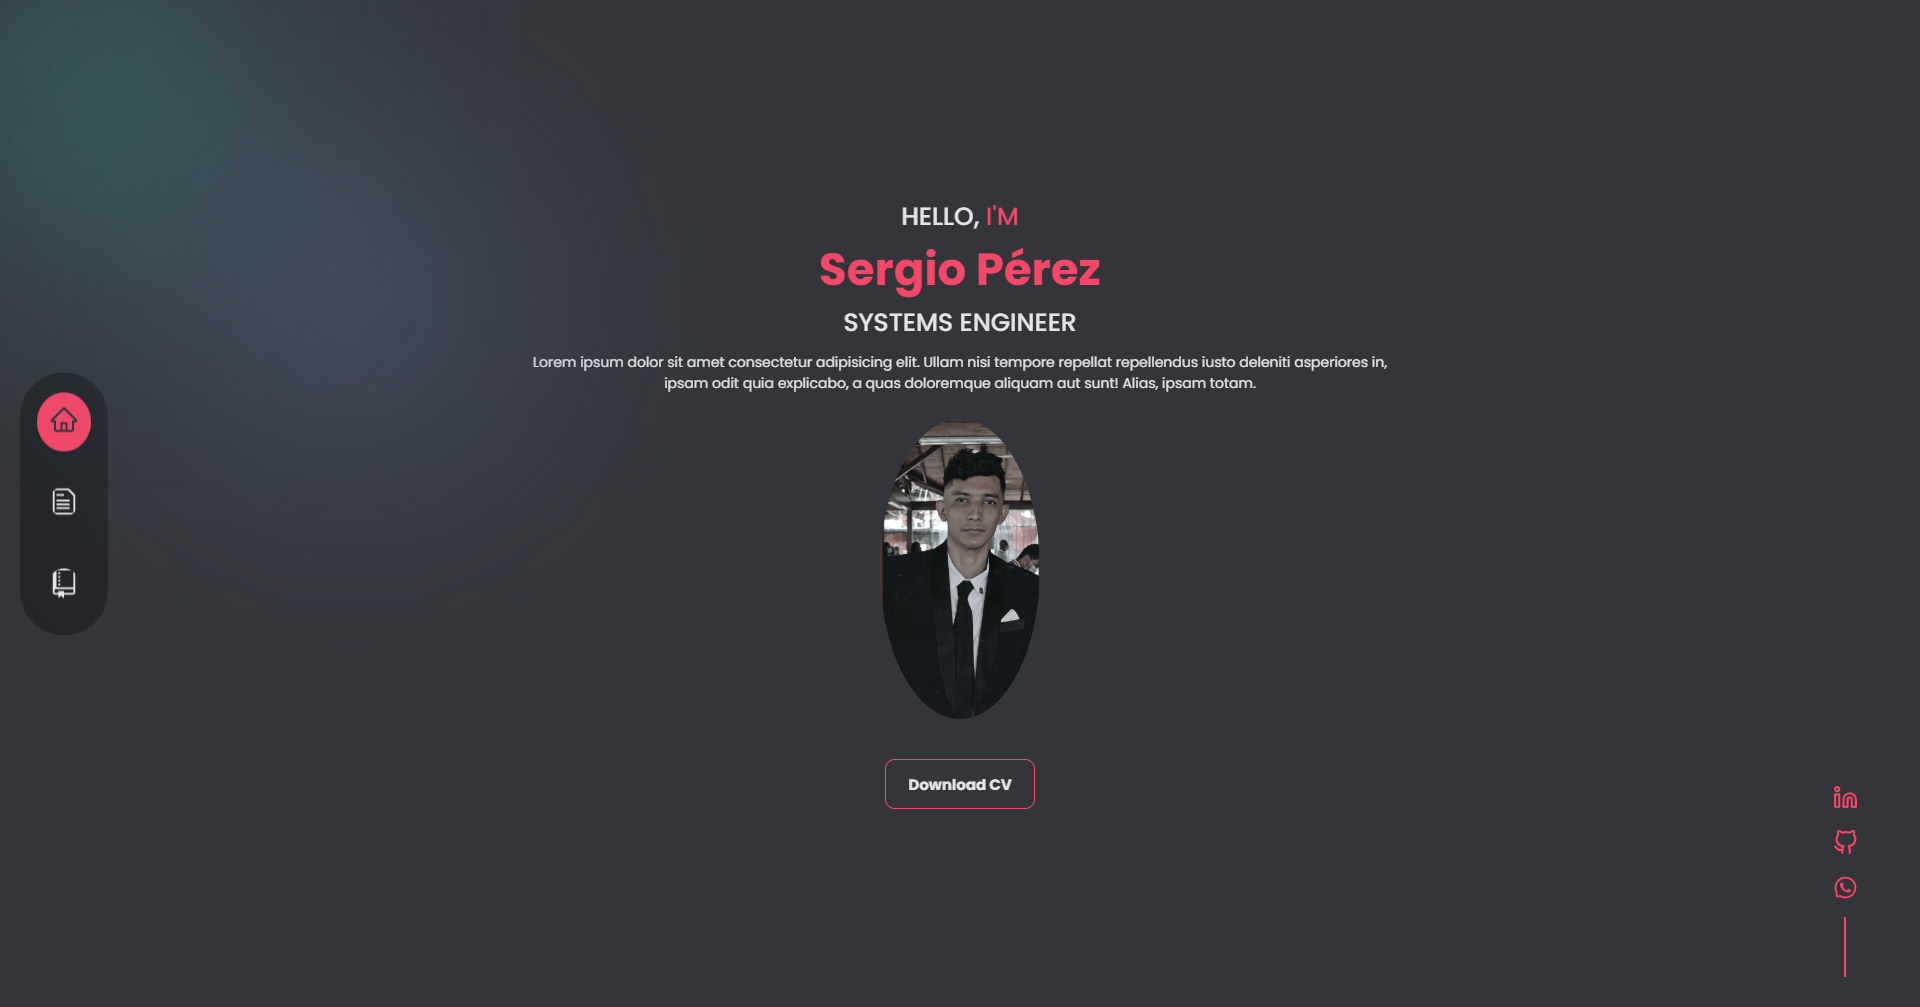 HELLO, I'M
Sergio Pérez
SYSTEMS ENGINEER
Lorem ipsum dolor sit amet consectetur adipisicing elit. Ullam nisi tempore repellat repellendus iusto deleniti asperiores in,
ipsam odit quia explicabo, a quas doloremque aliquam aut sunt! Alias, ipsam totam.
Download CV
in